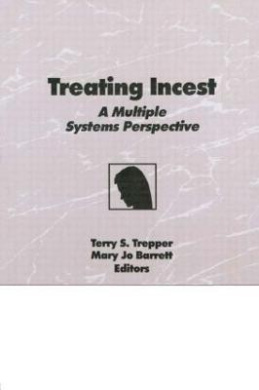 Treating Incest
A Multiple
Systems Perspective
Terry S. Trepper
Mary Jo Barrett
Editors